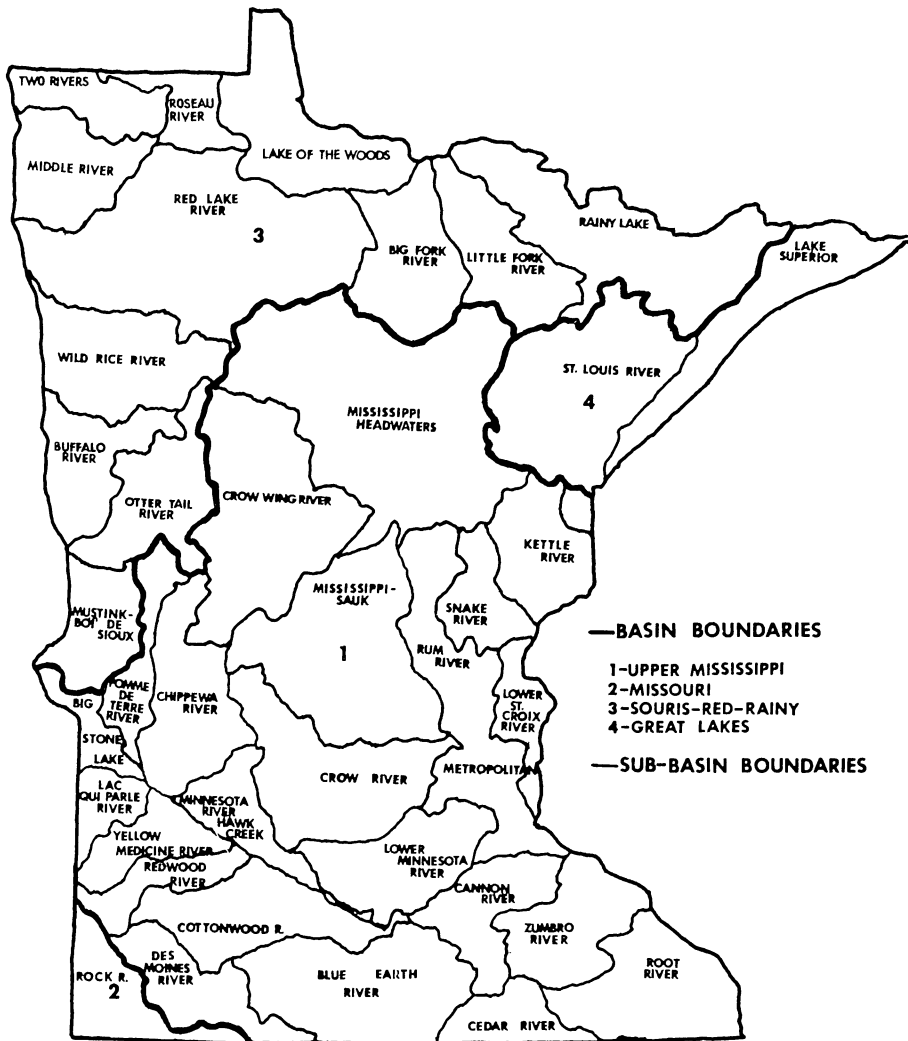 TWO RIVERS
ROSEAU
RIVER
LAKE OF THE WOODS
MIDDLE RIVER
RED LAKE
RIVER
3
RAINY LAKE
BIG FORK
RIVER
LITTLE FORK
RIVER
LAKE
SUPERIOR
WILD RICE RIVER
ST. LOUIS RIVER
4
MISSISSIPPI
HEADWATERS
BUFFALO
RIVER
OTTER TAIL
RIVER
CROW WING RIVER
KETTLE
RIVER
MISSISSIPPI-
SAUK
1
SNAKE
RIVER
RUM
RIVER
MUSTINK-
BOI DE
SIOUX
BIG
STONE
LAKE
POMME
DE
TERRE
RIVER
CHIPPEWA
RIVER
LOWER
ST.
CROIX
RIVER
BASIN BOUNDARIES
1-UPPER MISSISSIPPI
2-MISSOURI
3-SOURIS-RED-RAINY
4-GREAT LAKES
SUB-BASIN BOUNDARIES
CROW RIVER
METROPOLITAN
LAC
QUI PARLE
RIVER
MINNESOTA
RIVER
HAWK
CREEK
YELLOW
MEDICINE RIVER
REDWOOD
RIVER
LOWER
MINNESOTA
RIVER
CANNON
RIVER
COTTONWOOD R.
ZUMBRO
RIVER
ROCK R.
2
DES
MOINES
RIVER
BLUE EARTH
RIVER
ROOT
RIVER
CEDAR RIVER